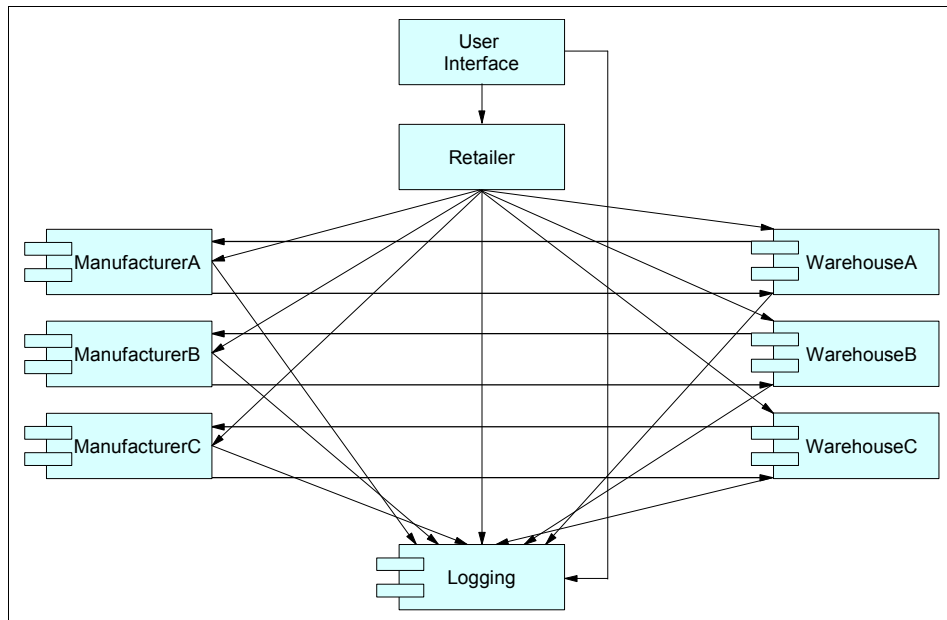 User
Interface
Retailer
ManufacturerA
WarehouseA
ManufacturerB
WarehouseB
ManufacturerC
WarehouseC
Logging